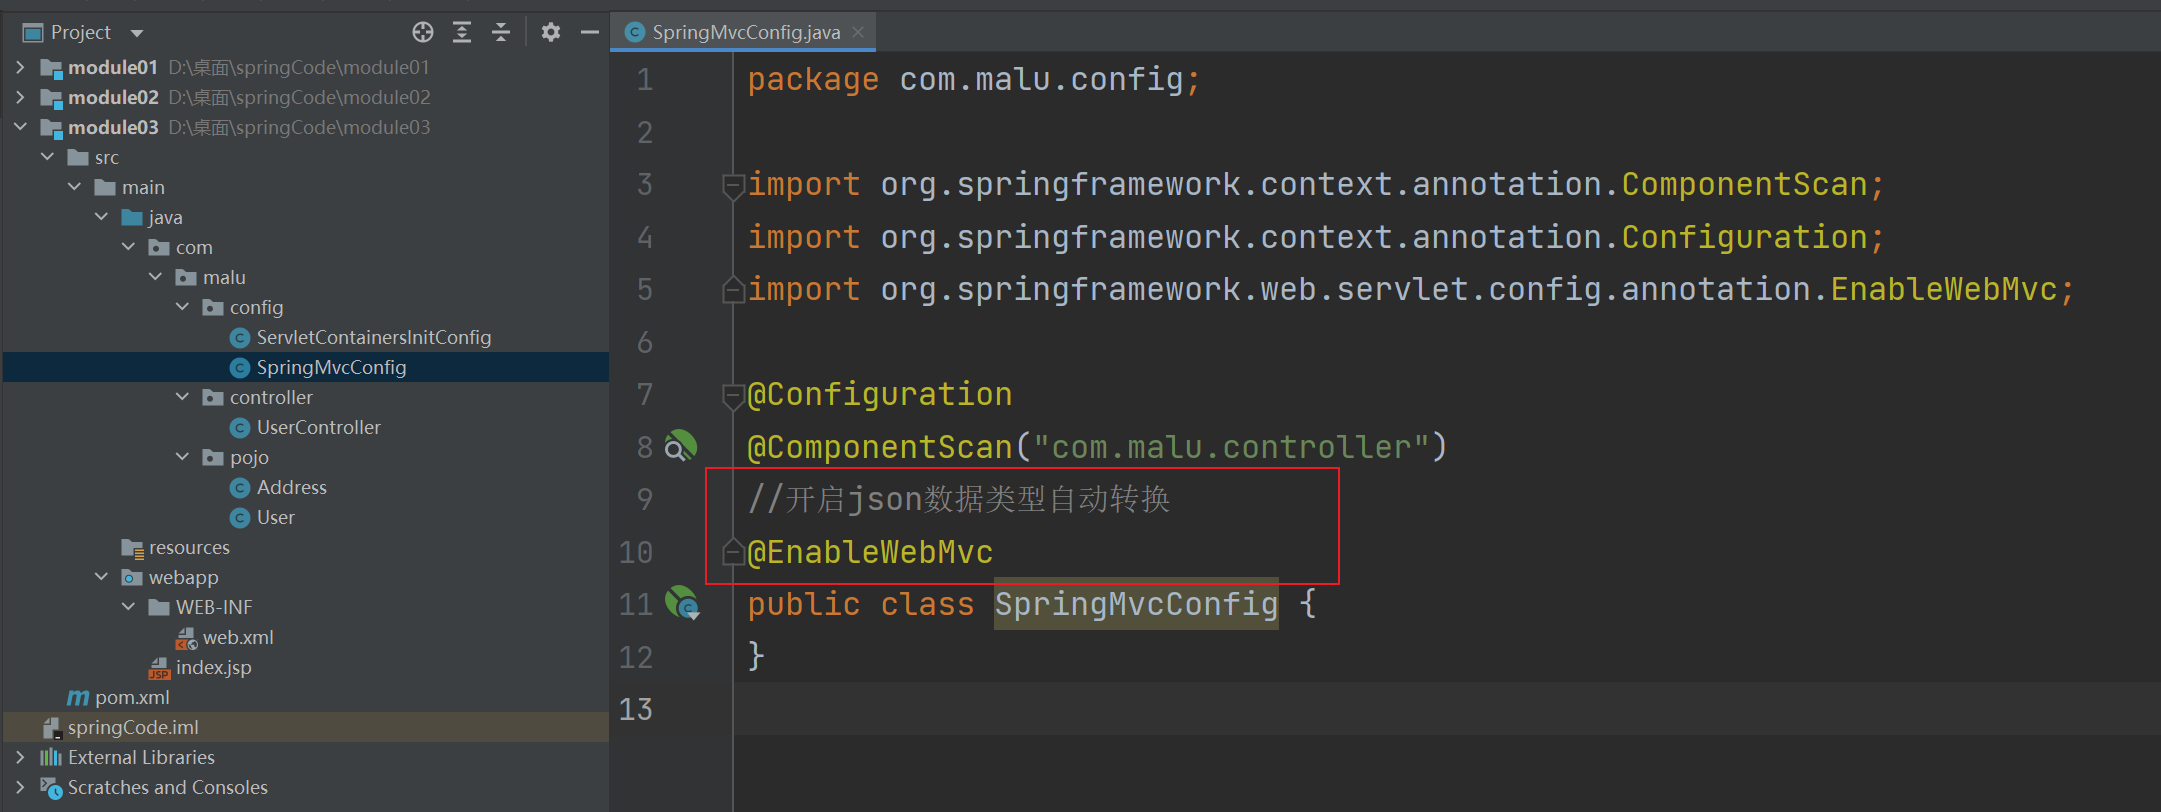 Project
module01 D:\桌面\springCode\module01
module02 D:\桌面\springCode\module02
module03 D:\桌面\springCode\module03
src
main
java
com
malu
config
ServletContainersInitConfig
SpringMvcConfig
controller
UserController
pojo
Address
User
resources
webapp
WEB-INF
web.xml
index.jsp
pom.xml
springCode.iml
External Libraries
Scratches and Consoles
SpringMvcConfig.java
1 package com.malu.config;
2
3 import org.springframework.context.annotation.ComponentScan;
4 import org.springframework.context.annotation.Configuration;
5 import org.springframework.web.servlet.config.annotation.EnableWebMvc;
6
7 @Configuration
8 @ComponentScan("com.malu.controller")
9 //开启json数据类型自动转换
10 @EnableWebMvc
11 public class SpringMvcConfig {
12 }
13